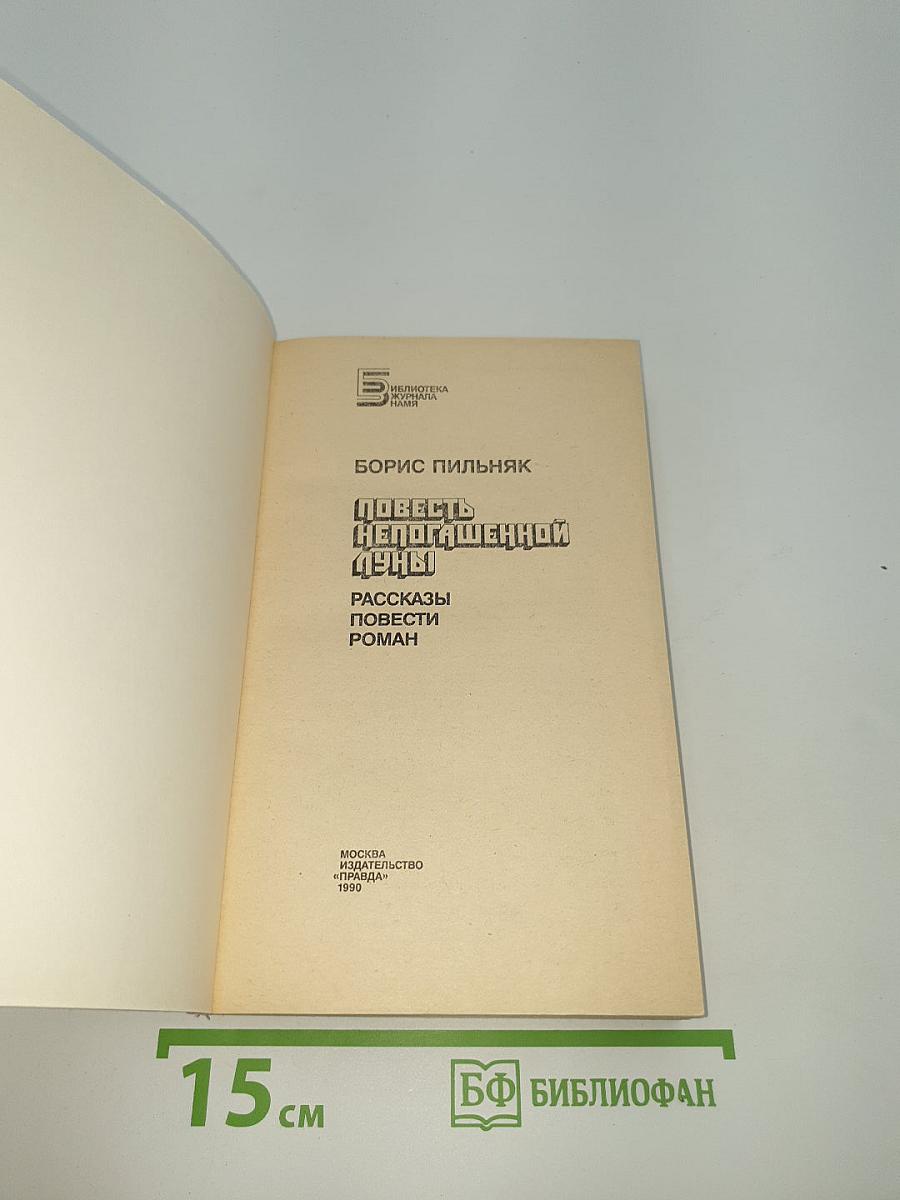 БИБЛИОТЕКА
ЖУРНАЛА
ЗНАМЯ
БОРИС ПИЛЬНЯК
ПОВЕСТЬ
НЕПОГАШЕННОЙ
ЛУНЫ
РАССКАЗЫ
ПОВЕСТИ
РОМАН
МОСКВА
ИЗДАТЕЛЬСТВО
«ПРАВДА»
1990
15 см
БФ БИБЛИОФАН